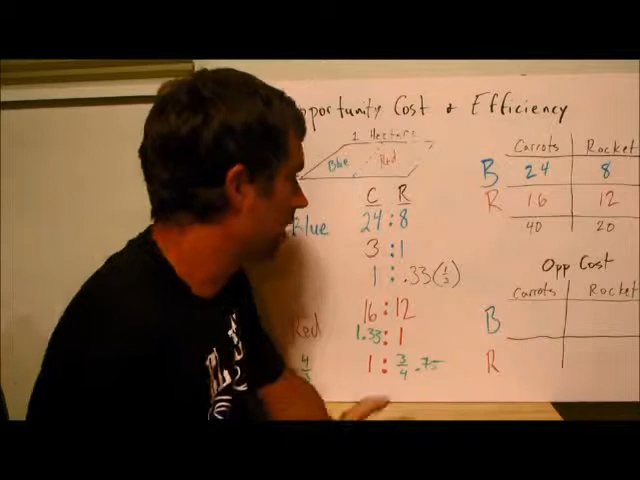 pportunity Cost & Efficiency
1 Hectare
Blue Red
C R
Blue 24 : 8
3 : 1
1 : .33 (1/3)
Red 16 : 12
1.33 : 1
4/3 1 : 3/4 .75
Carrots Rocket
B 24 8
R 16 12
40 20
Opp Cost
Carrots Rocket
B
R